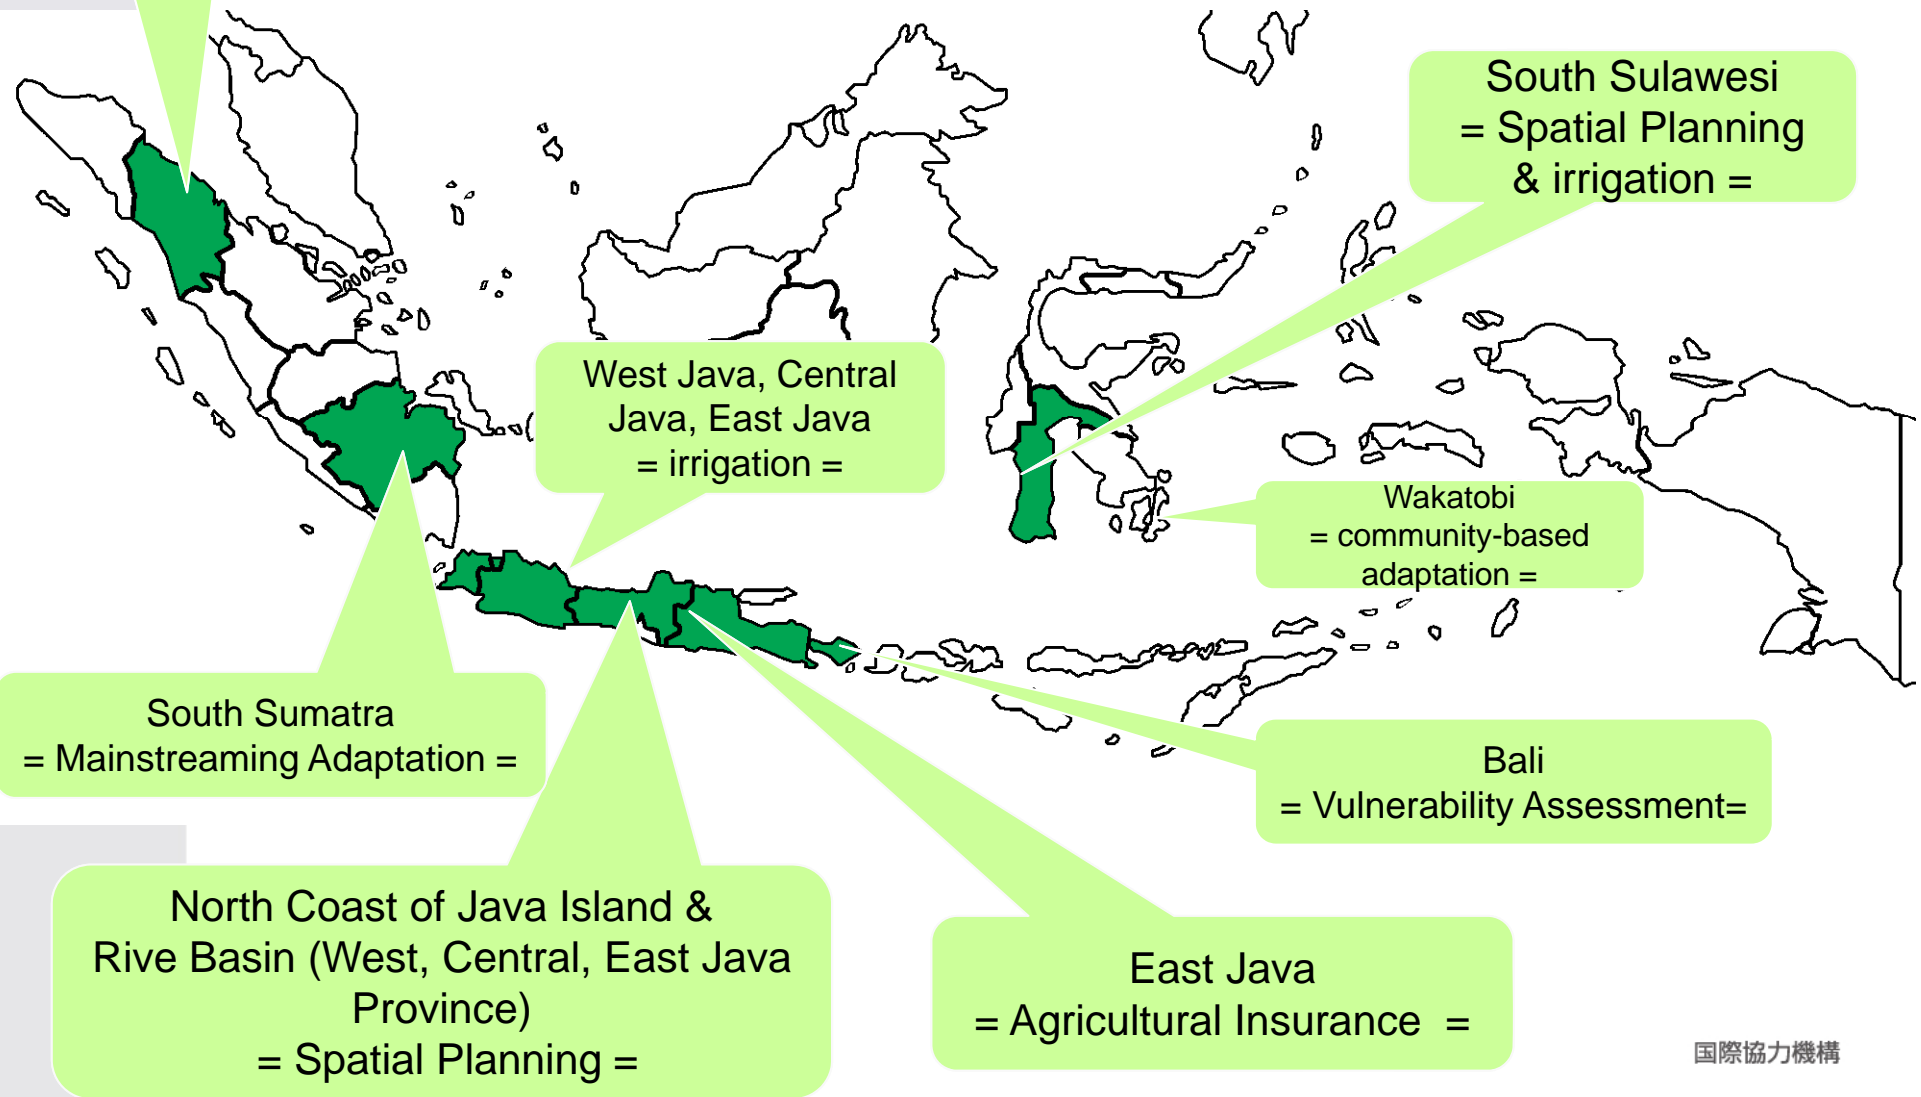 South Sulawesi
= Spatial Planning
& irrigation =
West Java, Central
Java, East Java
= irrigation =
Wakatobi
= community-based
adaptation =
South Sumatra
= Mainstreaming Adaptation =
Bali
= Vulnerability Assessment=
North Coast of Java Island &
Rive Basin (West, Central, East Java
Province)
= Spatial Planning =
East Java
= Agricultural Insurance =
国際協力機構